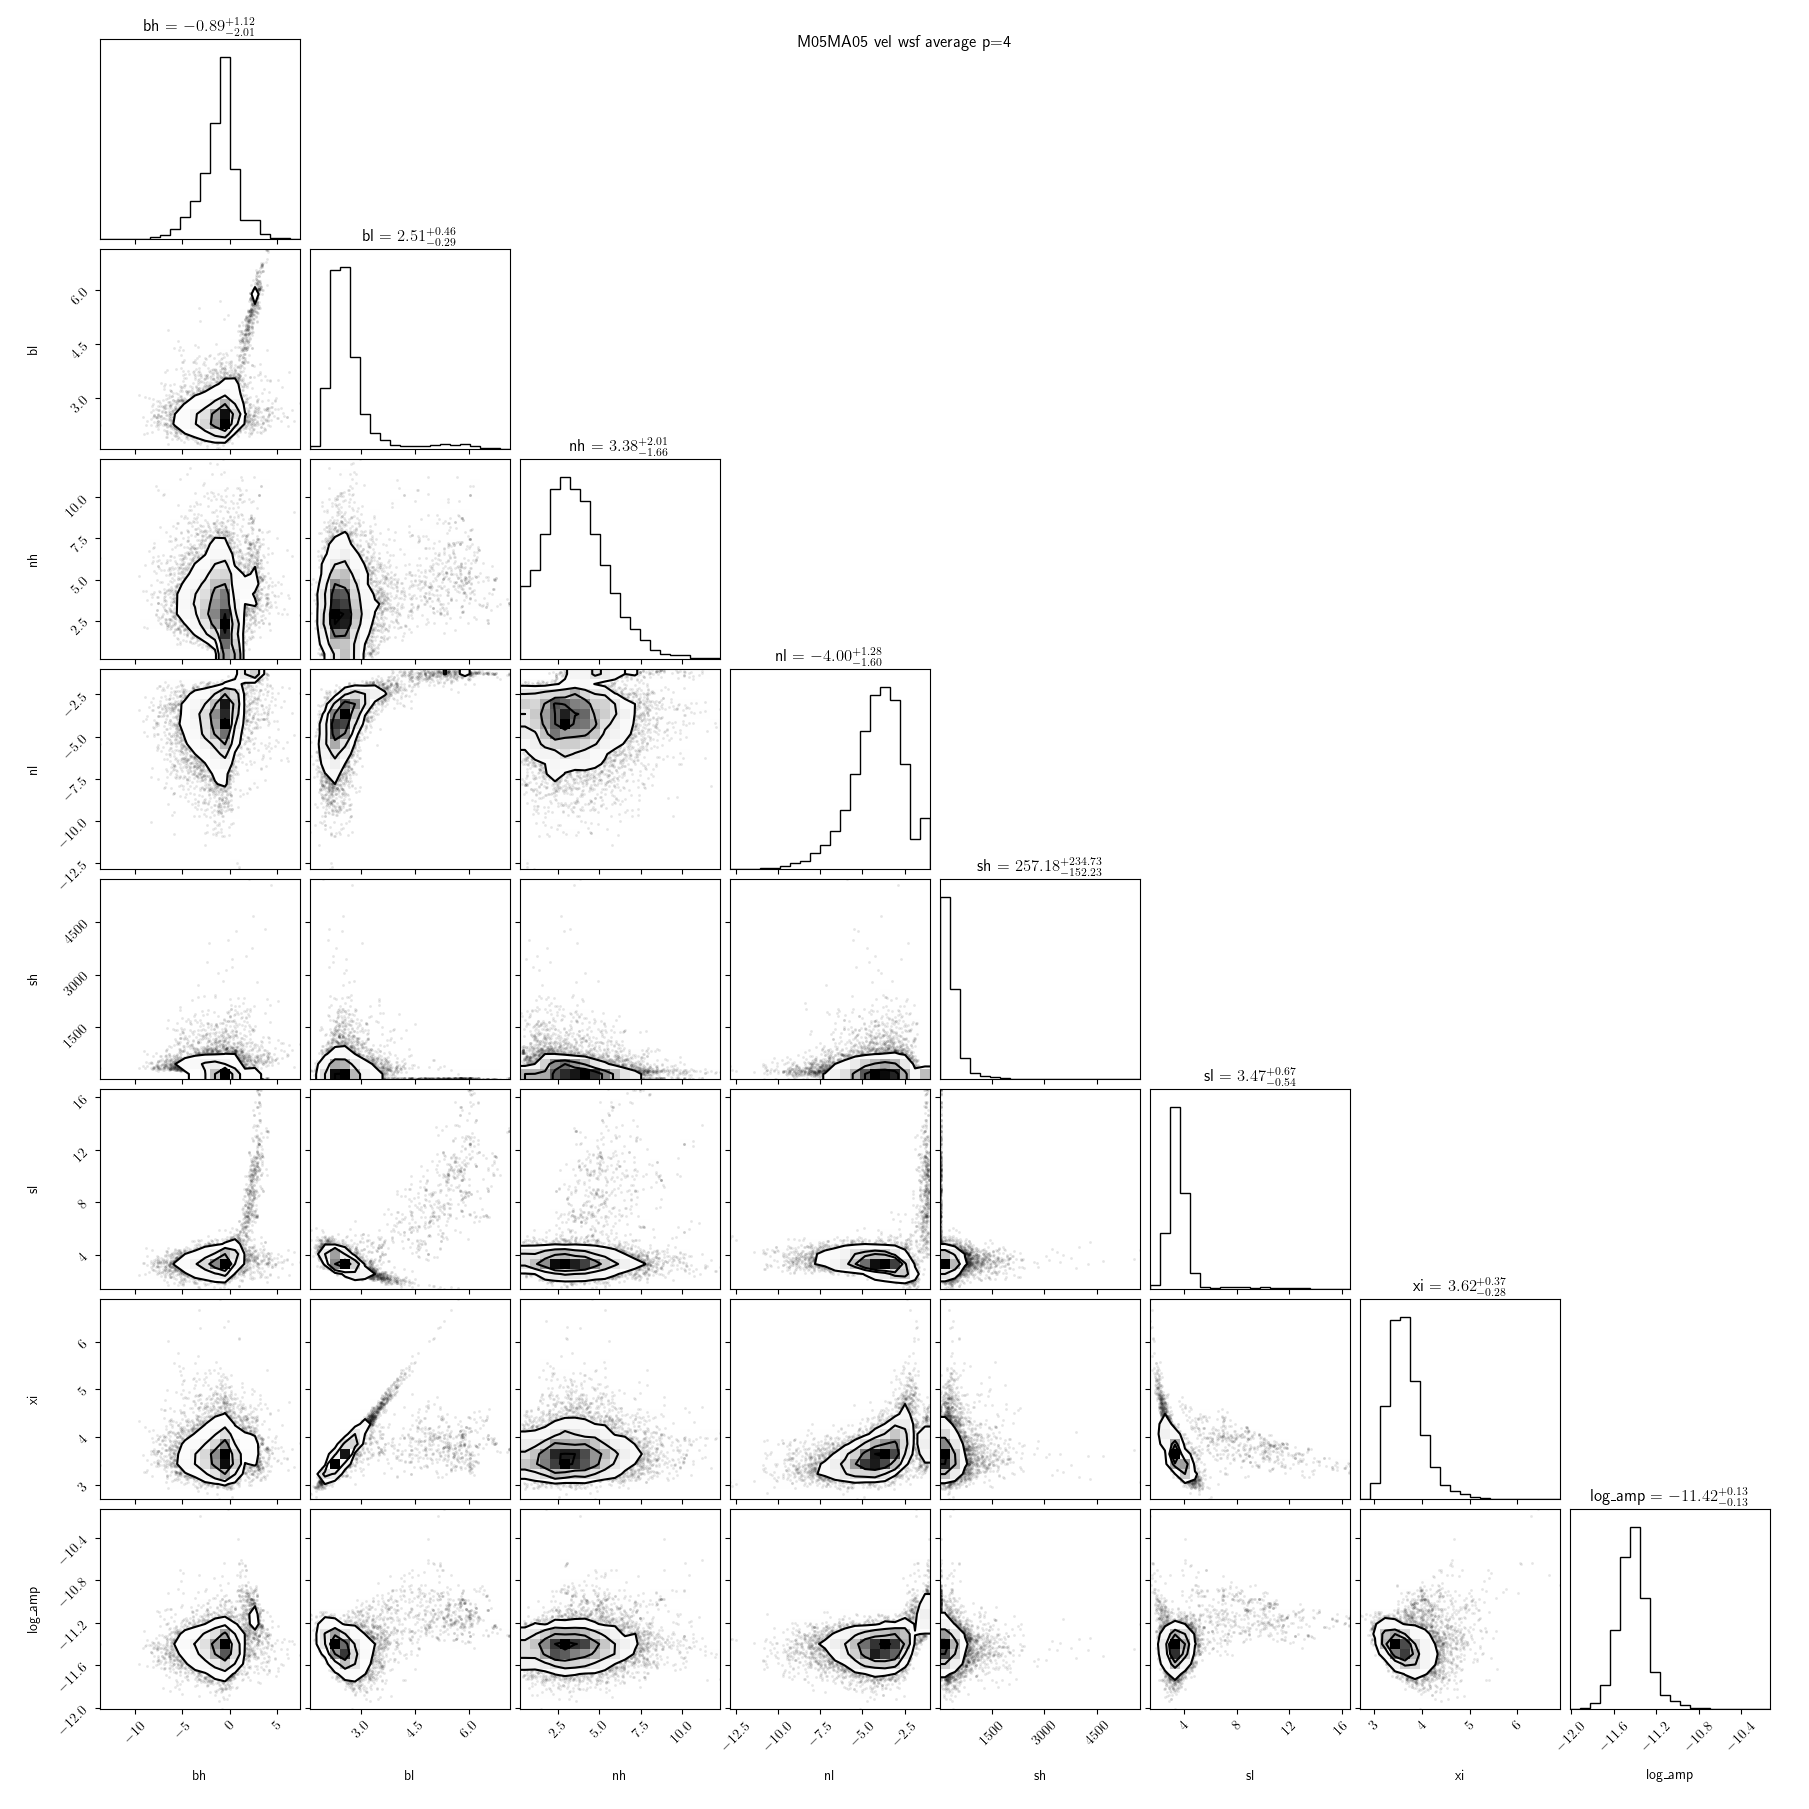 M05MA05 vel wsf average p=4
bh = −0.89 +1.12 −2.01
bl = 2.51 +0.46 −0.29
nh = 3.38 +2.01 −1.66
nl = −4.00 +1.28 −1.60
sh = 257.18 +234.73 −152.23
sl = 3.47 +0.67 −0.54
xi = 3.62 +0.37 −0.28
log_amp = −11.42 +0.13 −0.13
bl
6.0
4.5
3.0
nh
10.0
7.5
5.0
2.5
nl
−2.5
−5.0
−7.5
−10.0
−12.5
sh
4500
3000
1500
sl
16
12
8
4
xi
6
5
4
3
log_amp
−10.4
−10.8
−11.2
−11.6
−12.0
−10 −5 0 5
3.0 4.5 6.0
2.5 5.0 7.5 10.0
−12.5 −10.0 −7.5 −5.0 −2.5
1500 3000 4500
4 8 12 16
3 4 5 6
−12.0 −11.6 −11.2 −10.8 −10.4
bh bl nh nl sh sl xi log_amp